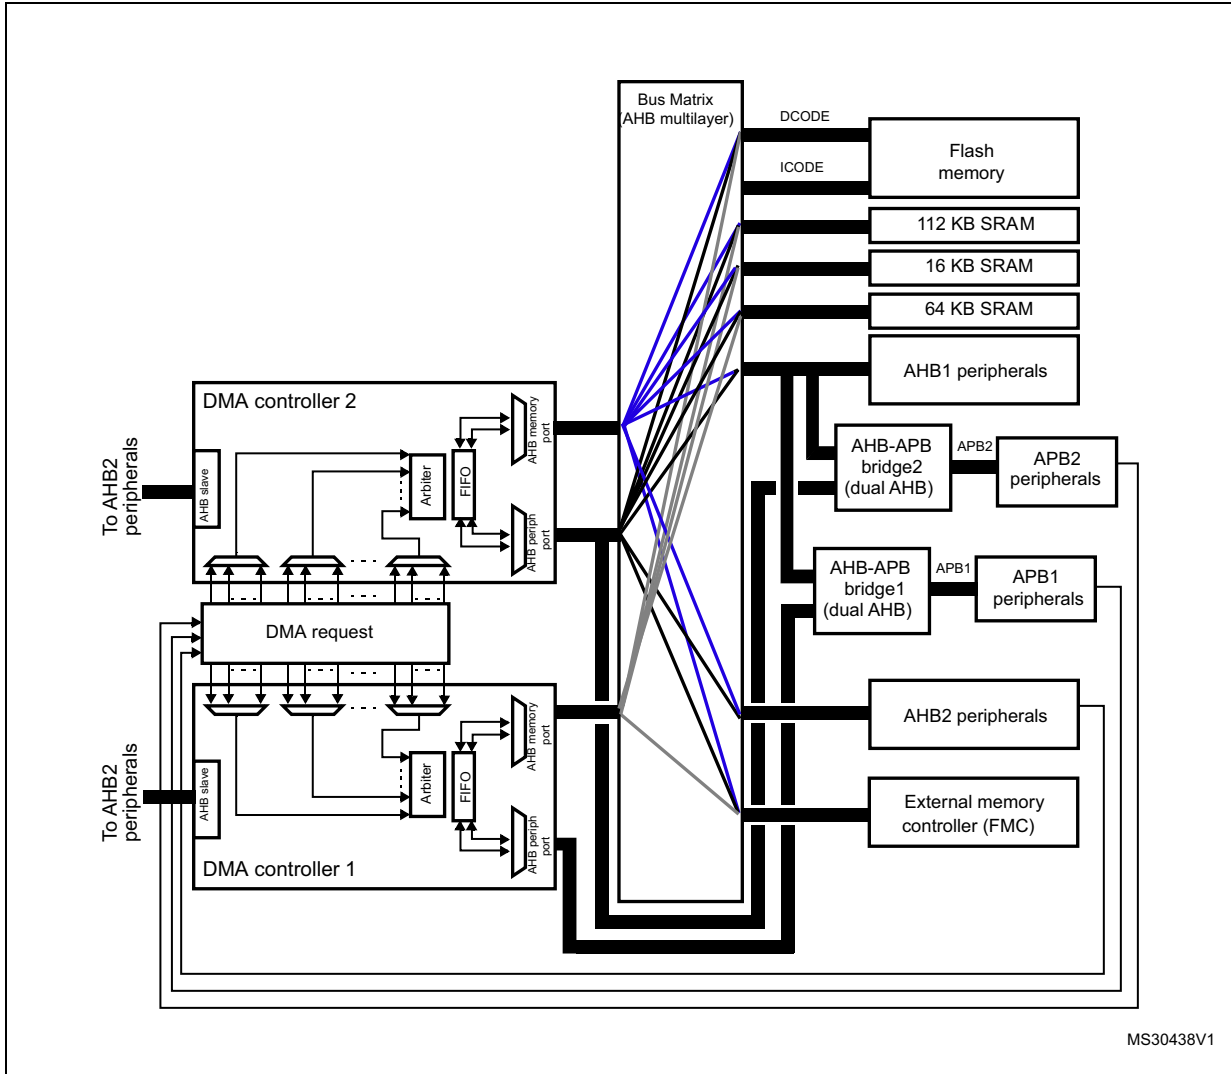 Bus Matrix
(AHB multilayer)
DCODE
ICODE
Flash
memory
112 KB SRAM
16 KB SRAM
64 KB SRAM
AHB1 peripherals
DMA controller 2
To AHB2
peripherals
AHB slave
Arbiter
FIFO
AHB memory
port
AHB periph
port
AHB-APB
bridge2
(dual AHB)
APB2
APB2
peripherals
AHB-APB
bridge1
(dual AHB)
APB1
APB1
peripherals
DMA request
To AHB2
peripherals
AHB slave
Arbiter
FIFO
AHB memory
port
AHB periph
port
DMA controller 1
AHB2 peripherals
External memory
controller (FMC)
MS30438V1